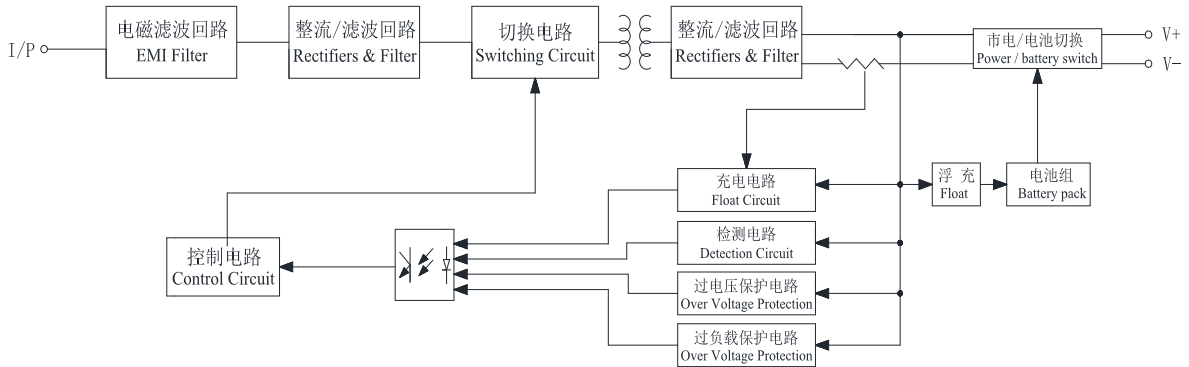 I/P
电磁滤波回路
EMI Filter
整流/滤波回路
Rectifiers & Filter
切换电路
Switching Circuit
整流/滤波回路
Rectifiers & Filter
市电/电池切换
Power / battery switch
V+
V−
充电电路
Float Circuit
浮 充
Float
电池组
Battery pack
检测电路
Detection Circuit
控制电路
Control Circuit
过电压保护电路
Over Voltage Protection
过负载保护电路
Over Voltage Protection